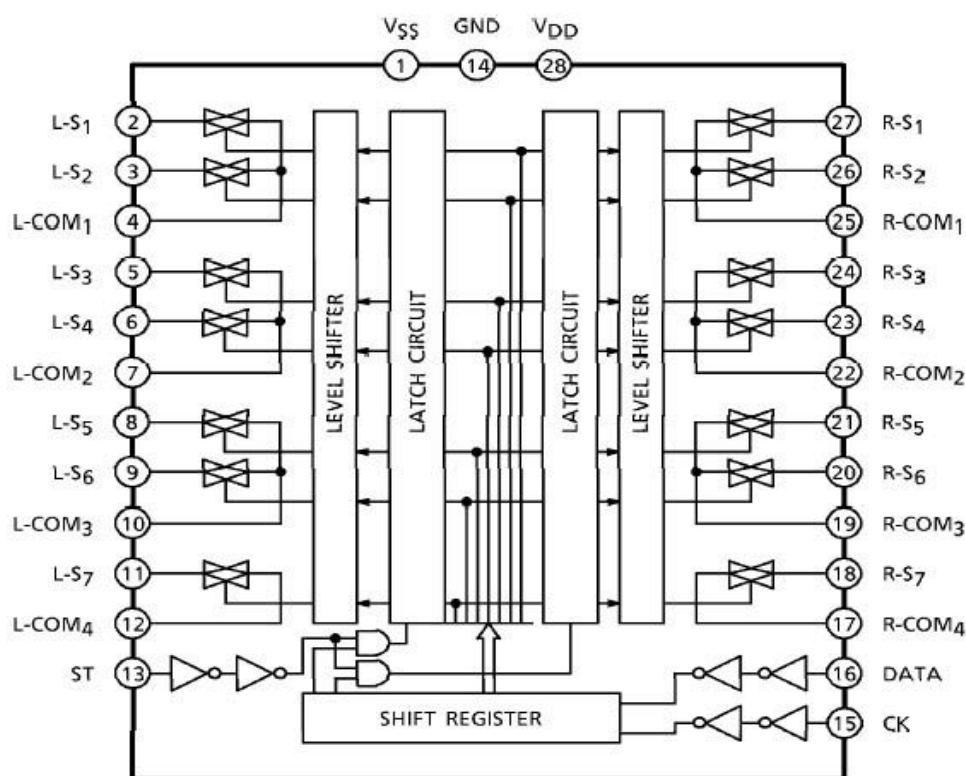 VSS GND VDD
1 14 28
L-S1 2 27 R-S1
L-S2 3 26 R-S2
L-COM1 4 25 R-COM1
L-S3 5 24 R-S3
L-S4 6 23 R-S4
L-COM2 7 22 R-COM2
L-S5 8 21 R-S5
L-S6 9 20 R-S6
L-COM3 10 19 R-COM3
L-S7 11 18 R-S7
L-COM4 12 17 R-COM4
ST 13 16 DATA
15 CK
LEVEL SHIFTER
LATCH CIRCUIT
LATCH CIRCUIT
LEVEL SHIFTER
SHIFT REGISTER